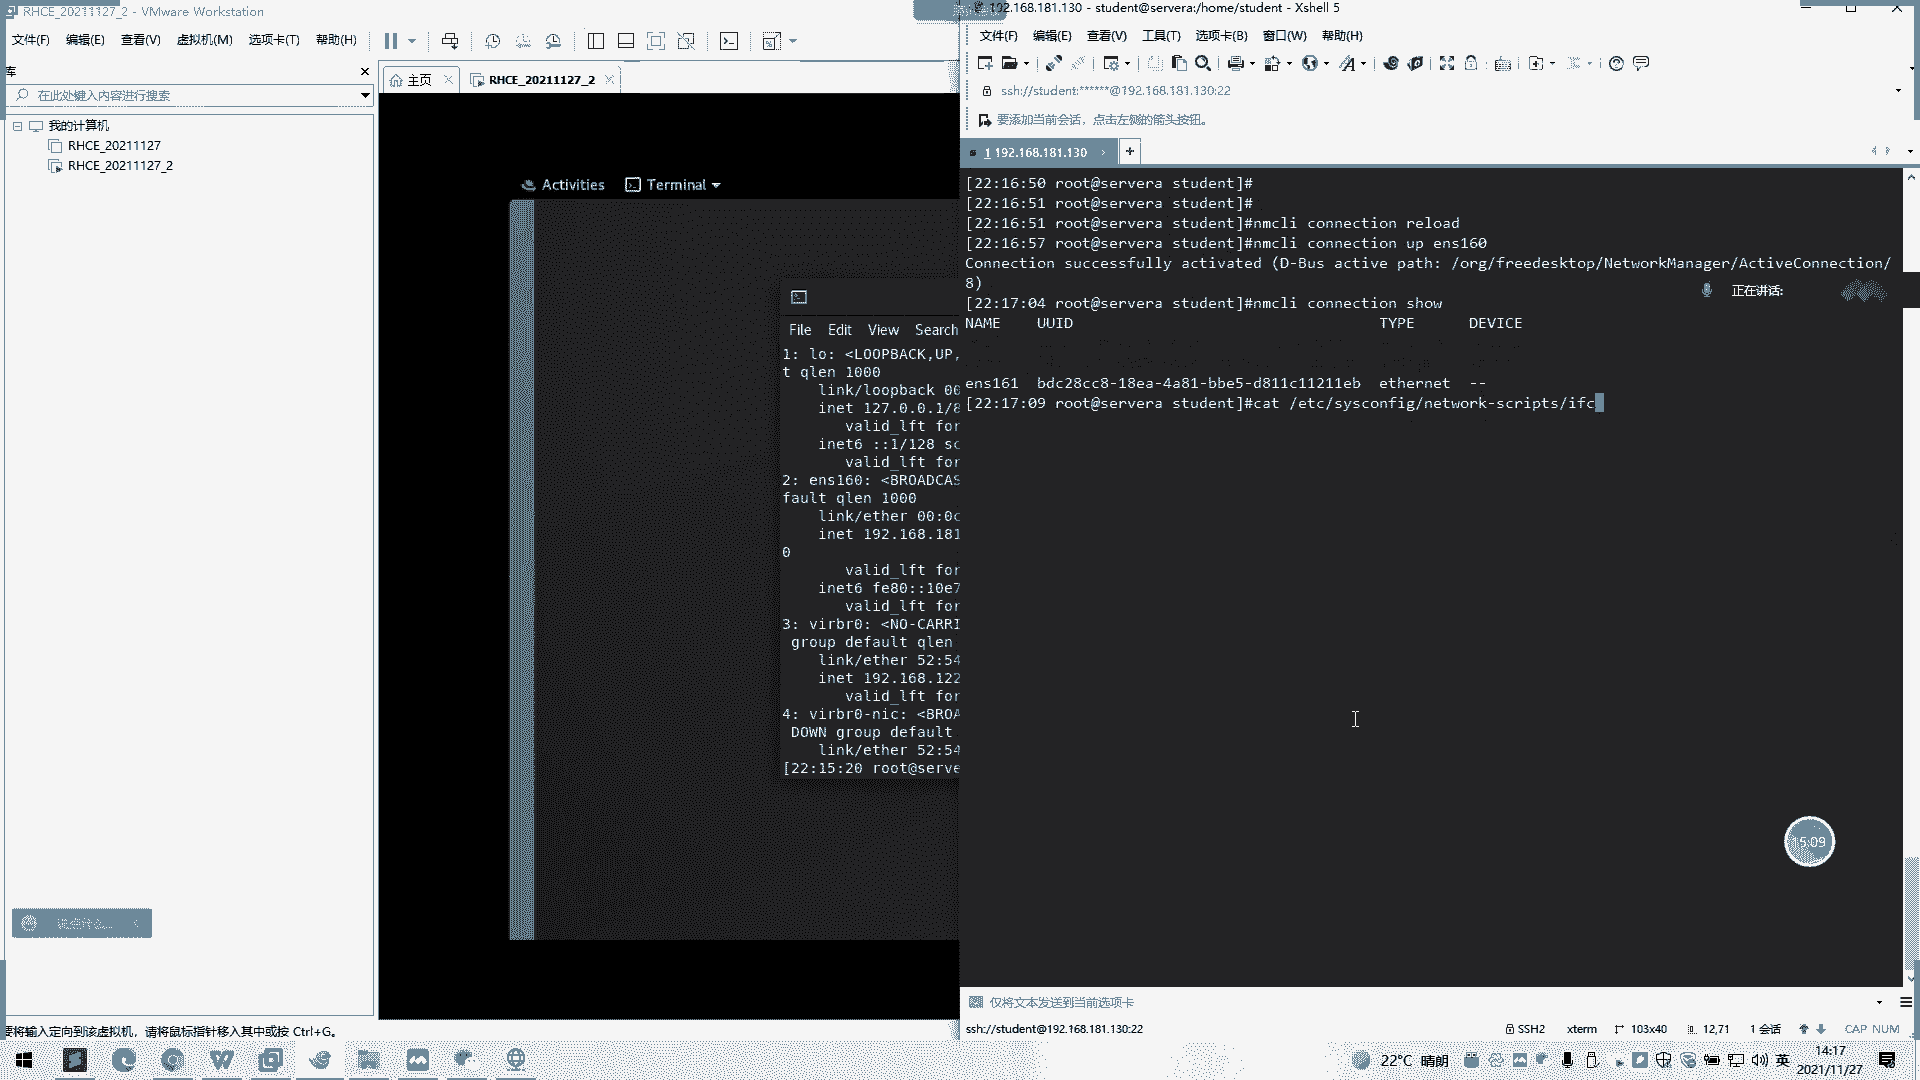 RHCE_20211127_2 - VMware Workstation
文件(F) 编辑(E) 查看(V) 虚拟机(M) 选项卡(T) 帮助(H)
库
在此处键入内容进行搜索
我的计算机
RHCE_20211127
RHCE_20211127_2
主页
RHCE_20211127_2
Activities Terminal
File Edit View Search
1: lo: <LOOPBACK,UP,
t qlen 1000
link/loopback 00
inet 127.0.0.1/8
valid_lft for
inet6 ::1/128 sc
valid_lft for
2: ens160: <BROADCAS
fault qlen 1000
link/ether 00:0c
inet 192.168.181
0
valid_lft for
inet6 fe80::10e7
valid_lft for
3: virbr0: <NO-CARRI
group default qlen
link/ether 52:54
inet 192.168.122
valid_lft for
4: virbr0-nic: <BROA
DOWN group default
link/ether 52:54
[22:15:20 root@serve
要将输入定向到该虚拟机，请将鼠标指针移入其中或按 Ctrl+G。
192.168.181.130 - student@servera:/home/student - Xshell 5
文件(F) 编辑(E) 查看(V) 工具(T) 选项卡(B) 窗口(W) 帮助(H)
ssh://student:******@192.168.181.130:22
要添加当前会话，点击左侧的箭头按钮。
1 192.168.181.130
[22:16:50 root@servera student]#
[22:16:51 root@servera student]#
[22:16:51 root@servera student]#nmcli connection reload
[22:16:57 root@servera student]#nmcli connection up ens160
Connection successfully activated (D-Bus active path: /org/freedesktop/NetworkManager/ActiveConnection/
8)
[22:17:04 root@servera student]#nmcli connection show
NAME UUID TYPE DEVICE
ens161 bdc28cc8-18ea-4a81-bbe5-d811c11211eb ethernet --
[22:17:09 root@servera student]#cat /etc/sysconfig/network-scripts/ifc
正在讲话:
15:09
仅将文本发送到当前选项卡
ssh://student@192.168.181.130:22 SSH2 xterm 103x40 12,71 1 会话 CAP NUM
22°C 晴朗 英 14:17
2021/11/27